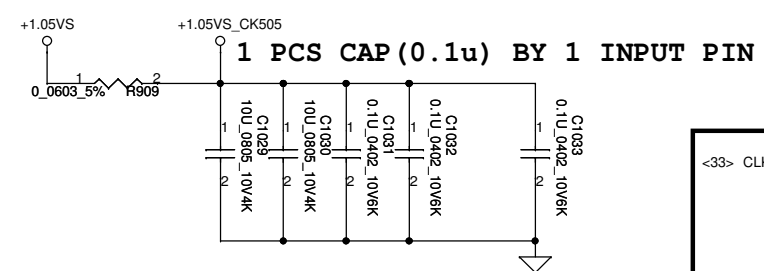 +1.05VS
+1.05VS_CK505
1 PCS CAP(0.1u) BY 1 INPUT PIN
1
2
0_0603_5%
R909
1
2
C1029
10U_0805_10V4K
1
2
C1030
10U_0805_10V4K
1
2
C1031
0.1U_0402_10V6K
1
2
C1032
0.1U_0402_10V6K
1
2
C1033
0.1U_0402_10V6K
<33> CL